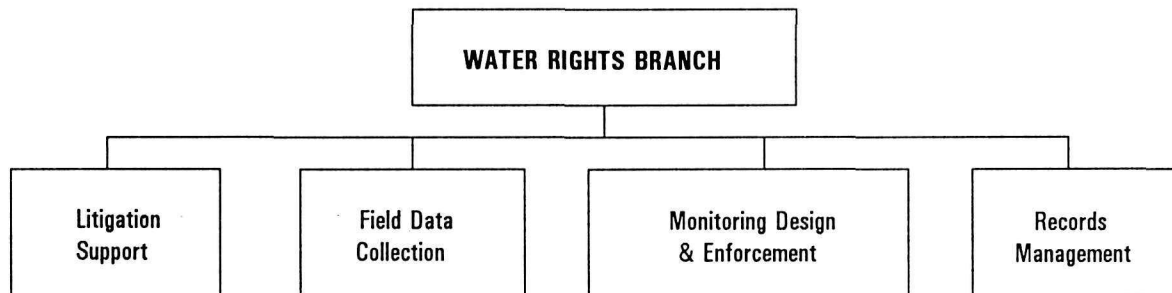 WATER RIGHTS BRANCH
Litigation
Support
Field Data
Collection
Monitoring Design
& Enforcement
Records
Management